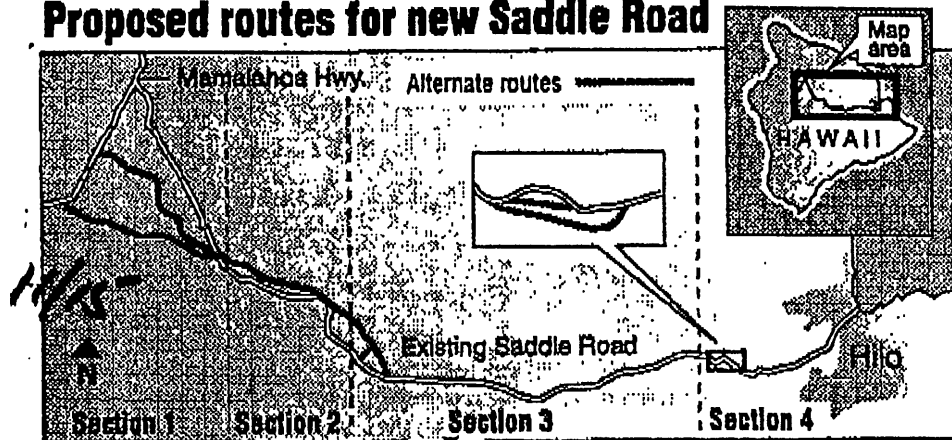 Proposed routes for new Saddle Road
Map
area
Mamalahoa Hwy.
Alternate routes
HAWAII
Existing Saddle Road
Hilo
N
Section 1
Section 2
Section 3
Section 4